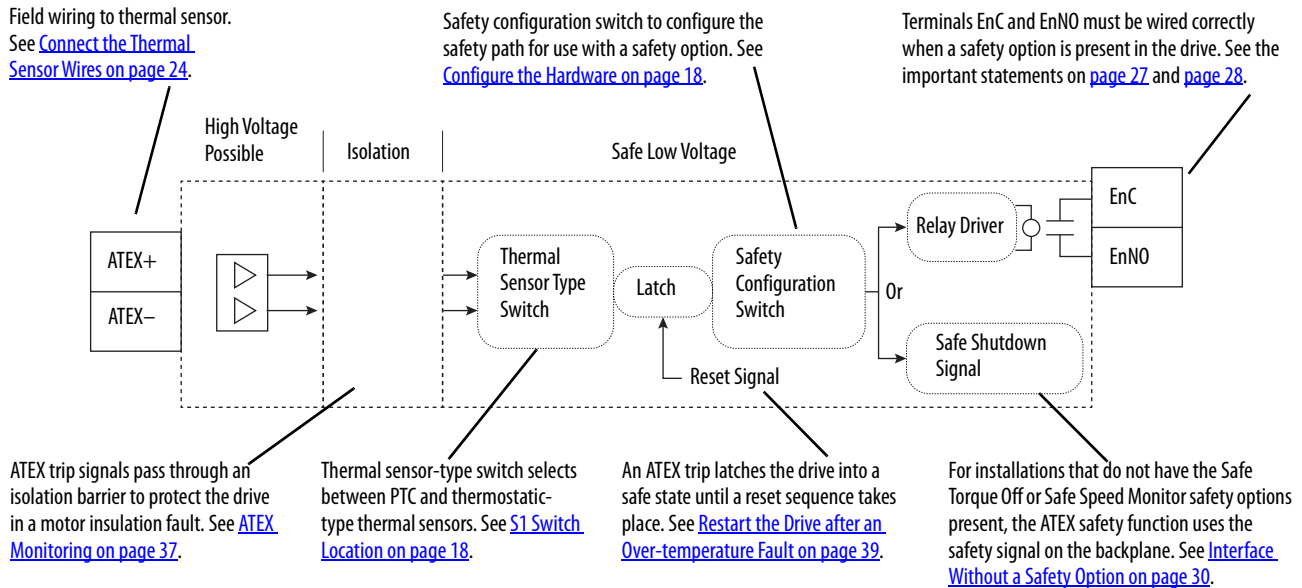 Field wiring to thermal sensor.
See Connect the Thermal
Sensor Wires on page 24.
Safety configuration switch to configure the
safety path for use with a safety option. See
Configure the Hardware on page 18.
Terminals EnC and EnNO must be wired correctly
when a safety option is present in the drive. See the
important statements on page 27 and page 28.
High Voltage
Possible
Isolation
Safe Low Voltage
ATEX+
ATEX–
Thermal
Sensor Type
Switch
Latch
Safety
Configuration
Switch
Or
Relay Driver
EnC
EnNO
Safe Shutdown
Signal
Reset Signal
ATEX trip signals pass through an
isolation barrier to protect the drive
in a motor insulation fault. See ATEX
Monitoring on page 37.
Thermal sensor-type switch selects
between PTC and thermostatic-
type thermal sensors. See S1 Switch
Location on page 18.
An ATEX trip latches the drive into a
safe state until a reset sequence takes
place. See Restart the Drive after an
Over-temperature Fault on page 39.
For installations that do not have the Safe
Torque Off or Safe Speed Monitor safety options
present, the ATEX safety function uses the
safety signal on the backplane. See Interface
Without a Safety Option on page 30.